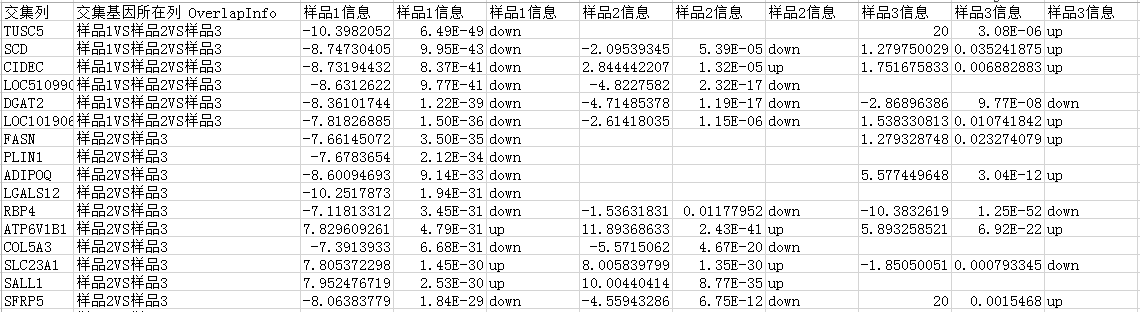 交集列 交集基因所在列 OverlapInfo 样品1信息 样品1信息 样品1信息 样品2信息 样品2信息 样品2信息 样品3信息 样品3信息 样品3信息
TUSC5 样品1VS样品2VS样品3 -10.3982052 6.49E-49 down 20 3.08E-06 up
SCD 样品1VS样品2VS样品3 -8.74730405 9.95E-43 down -2.09539345 5.39E-05 down 1.279750029 0.035241875 up
CIDEC 样品1VS样品2VS样品3 -8.73194432 8.37E-41 down 2.844442207 1.32E-05 up 1.751675833 0.006882883 up
LOC510990 样品1VS样品2VS样品3 -8.6312622 9.77E-41 down -4.8227582 2.32E-17 down
DGAT2 样品1VS样品2VS样品3 -8.36101744 1.22E-39 down -4.71485378 1.19E-17 down -2.86896386 9.77E-08 down
LOC101906 样品1VS样品2VS样品3 -7.81826885 1.50E-36 down -2.61418035 1.15E-06 down 1.538330813 0.010741842 up
FASN 样品2VS样品3 -7.66145072 3.50E-35 down 1.279328748 0.023274079 up
PLIN1 样品2VS样品3 -7.6783654 2.12E-34 down
ADIPOQ 样品2VS样品3 -8.60094693 9.14E-33 down 5.577449648 3.04E-12 up
LGALS12 样品2VS样品3 -10.2517873 1.94E-31 down
RBP4 样品2VS样品3 -7.11813312 3.45E-31 down -1.53631831 0.01177952 down -10.3832619 1.25E-52 down
ATP6V1B1 样品2VS样品3 7.829609261 4.79E-31 up 11.89368633 2.43E-41 up 5.893258521 6.92E-22 up
COL5A3 样品2VS样品3 -7.3913933 6.68E-31 down -5.5715062 4.67E-20 down
SLC23A1 样品2VS样品3 7.805372298 1.45E-30 up 8.005839799 1.35E-30 up -1.85050051 0.000793345 down
SALL1 样品2VS样品3 7.952476719 2.53E-30 up 10.00440414 8.77E-35 up
SFRP5 样品2VS样品3 -8.06383779 1.84E-29 down -4.55943286 6.75E-12 down 20 0.0015468 up